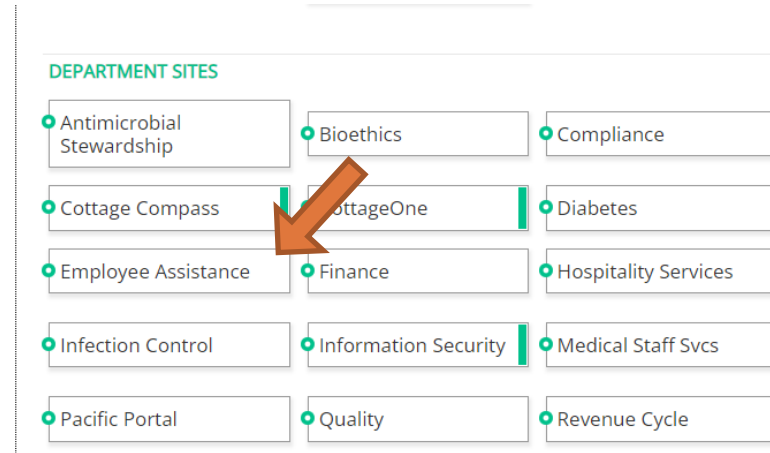 DEPARTMENT SITES
Antimicrobial
Stewardship
Bioethics
Compliance
Cottage Compass
ottageOne
Diabetes
Employee Assistance
Finance
Hospitality Services
Infection Control
Information Security
Medical Staff Svcs
Pacific Portal
Quality
Revenue Cycle